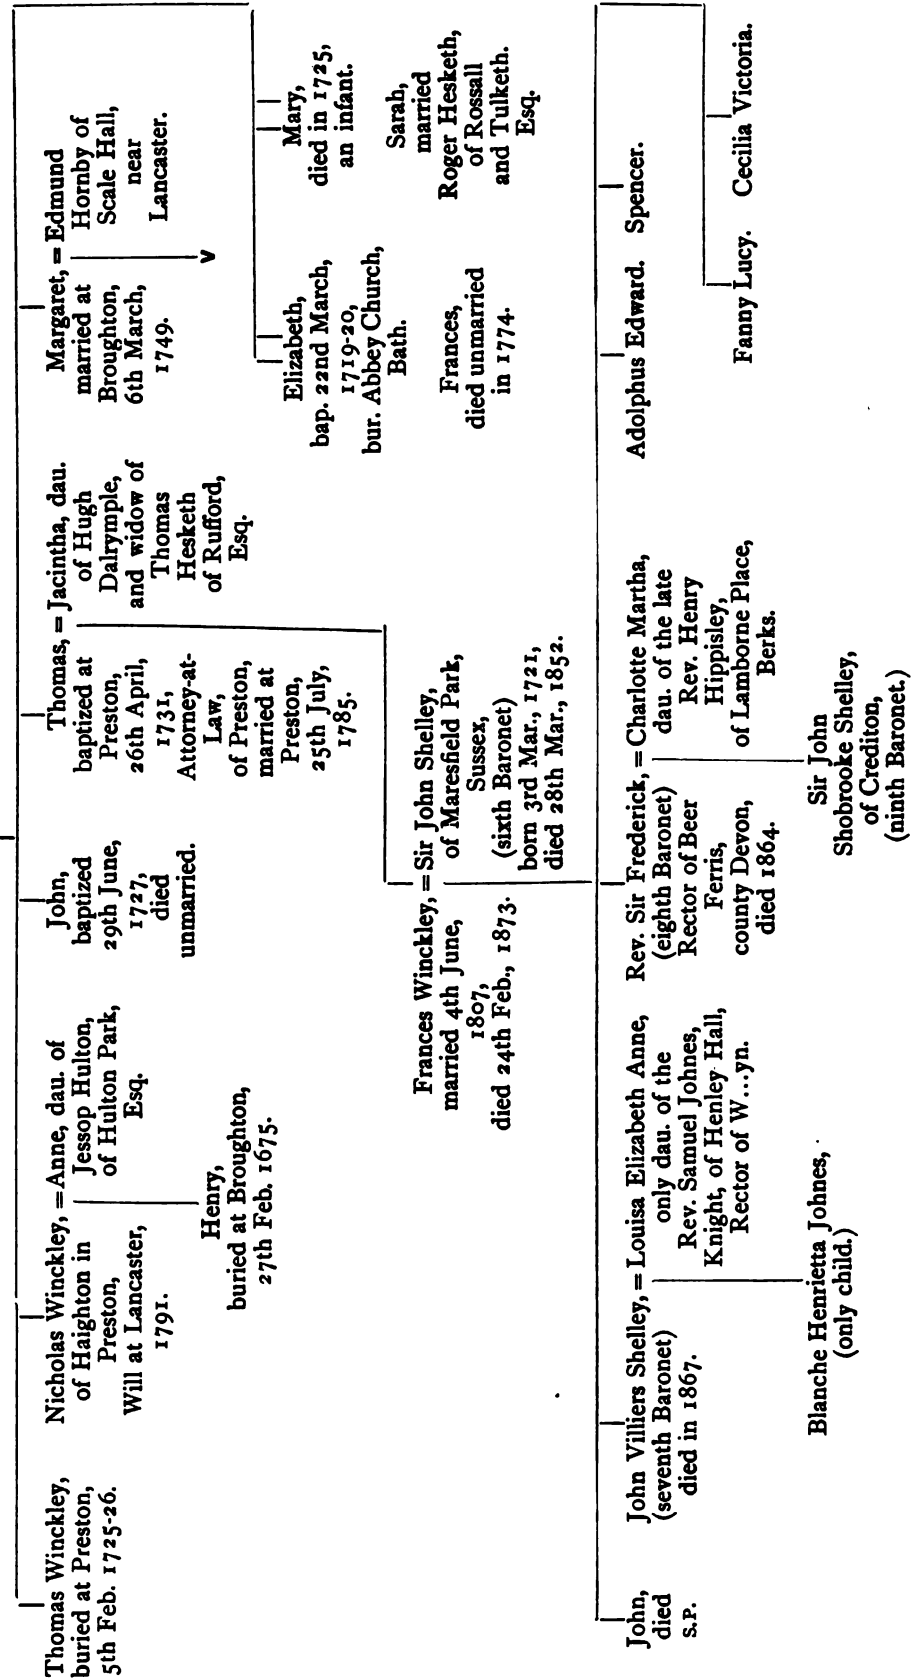 Thomas Winckley,
buried at Preston,
5th Feb. 1725-26.
Nicholas Winckley,
of Haighton in
Preston,
Will at Lancaster,
1791.
=Anne, dau. of
Jessop Hulton,
of Hulton Park,
Esq.
Henry,
buried at Broughton,
27th Feb. 1675.
John,
baptized
29th June,
1727,
died
unmarried.
Thomas,
baptized at
Preston,
26th April,
1731,
Attorney-at-
Law,
of Preston,
married at
Preston,
25th July,
1785.
=Jacintha, dau.
of Hugh
Dalrymple,
and widow of
Thomas
Hesketh
of Rufford,
Esq.
Margaret,
married at
Broughton,
6th March,
1749.
=Edmund
Hornby of
Scale Hall,
near
Lancaster.
Elizabeth,
bap. 22nd March,
1719-20,
bur. Abbey Church,
Bath.
Mary,
died in 1725,
an infant.
Frances,
died unmarried
in 1774.
Sarah,
married
Roger Hesketh,
of Rossall
and Tulketh.
Esq.
Frances Winckley,
married 4th June,
1807,
died 24th Feb., 1873.
=Sir John Shelley,
of Maresfield Park,
Sussex,
(sixth Baronet)
born 3rd Mar., 1721,
died 28th Mar., 1852.
John,
died
S.P.
John Villiers Shelley,
(seventh Baronet)
died in 1867.
=Louisa Elizabeth Anne,
only dau. of the
Rev. Samuel Johnes,
Knight, of Henley Hall,
Rector of W...yn.
Blanche Henrietta Johnes,
(only child.)
Rev. Sir Frederick,
(eighth Baronet)
Rector of Beer
Ferris,
county Devon,
died 1864.
=Charlotte Martha,
dau. of the late
Rev. Henry
Hippisley,
of Lamborne Place,
Berks.
Sir John
Shobrooke Shelley,
of Crediton,
(ninth Baronet.)
Adolphus Edward.
Spencer.
Fanny Lucy.
Cecilia Victoria.